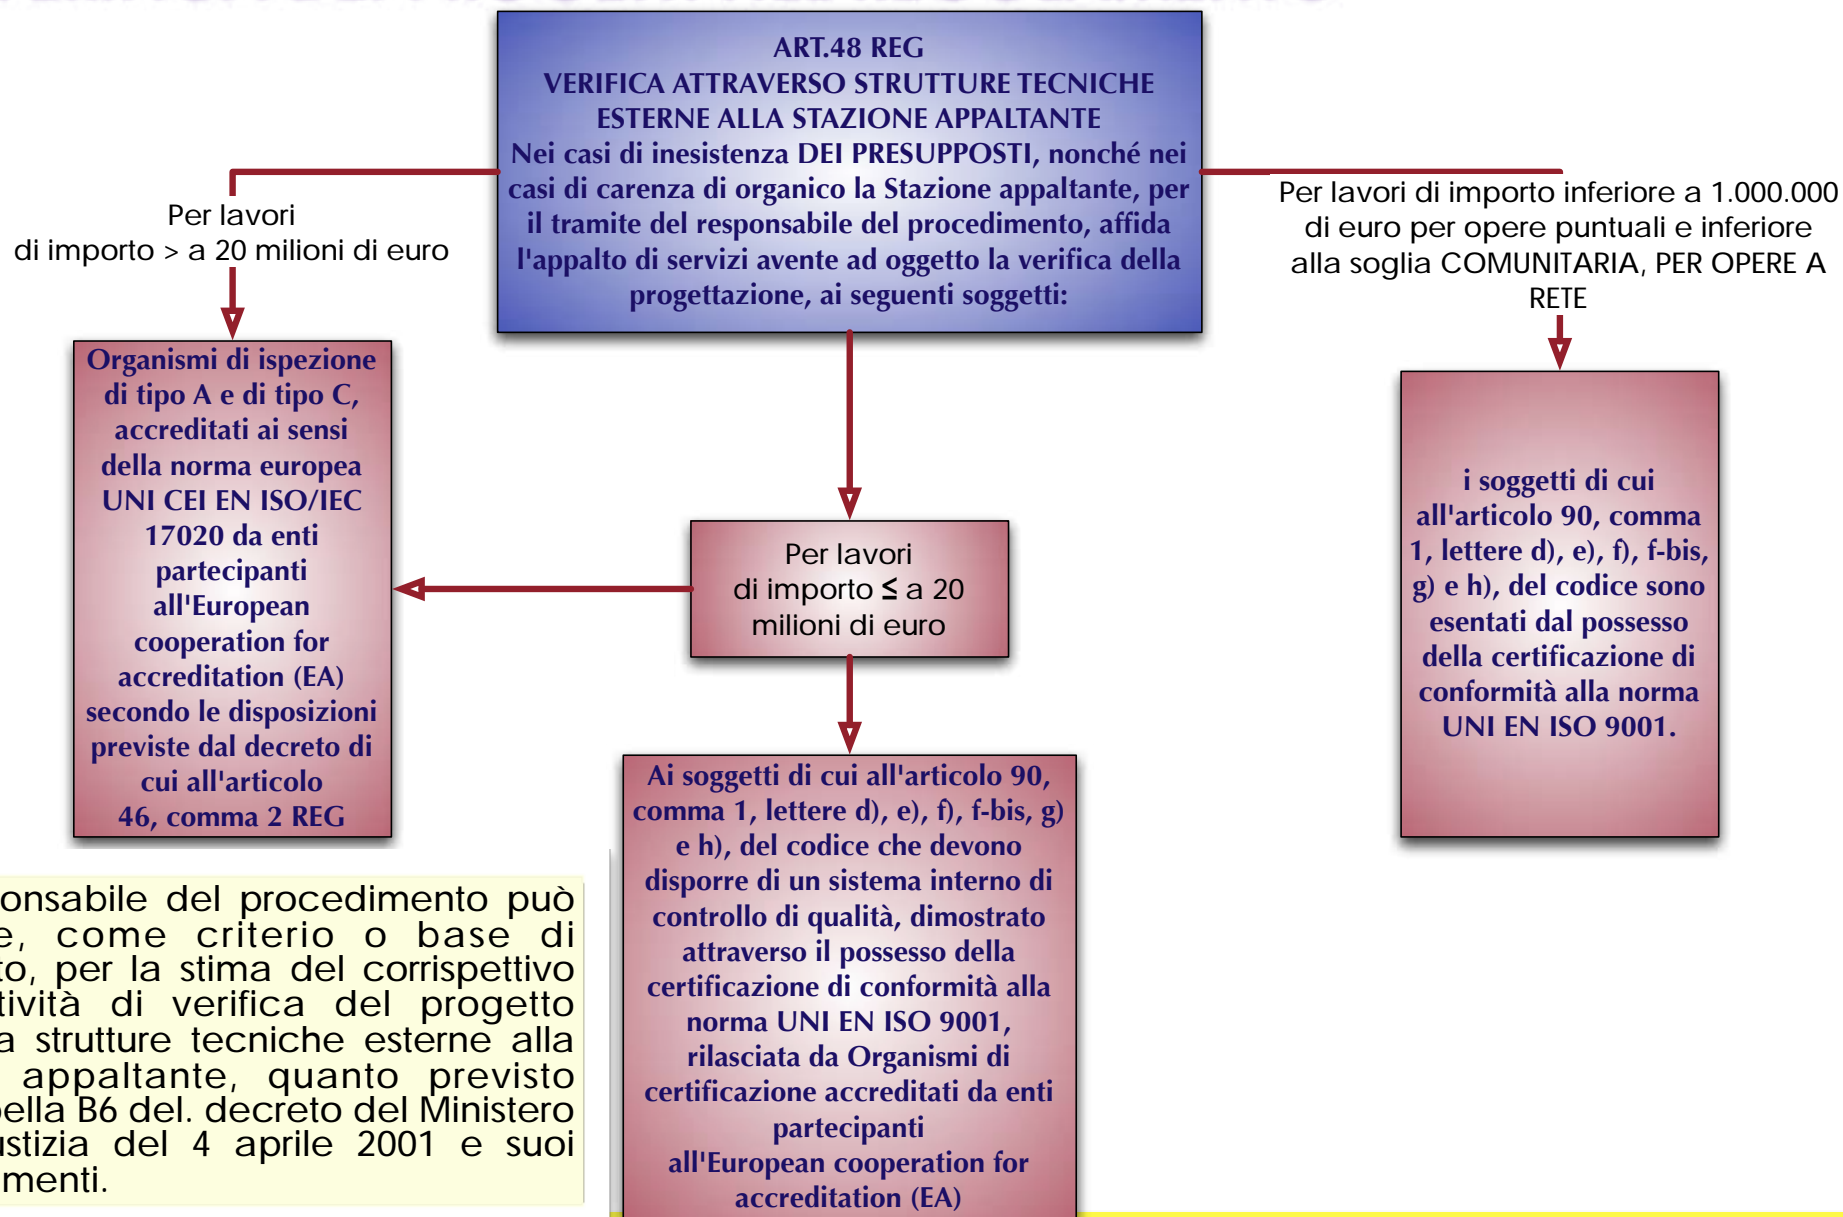 ART.48 REG
VERIFICA ATTRAVERSO STRUTTURE TECNICHE
ESTERNE ALLA STAZIONE APPALTANTE
Nei casi di inesistenza DEI PRESUPPOSTI, nonché nei
casi di carenza di organico la Stazione appaltante, per
il tramite del responsabile del procedimento, affida
l'appalto di servizi avente ad oggetto la verifica della
progettazione, ai seguenti soggetti:
Per lavori
di importo > a 20 milioni di euro
Per lavori di importo inferiore a 1.000.000
di euro per opere puntuali e inferiore
alla soglia COMUNITARIA, PER OPERE A
RETE
Organismi di ispezione
di tipo A e di tipo C,
accreditati ai sensi
della norma europea
UNI CEI EN ISO/IEC
17020 da enti
partecipanti
all'European
cooperation for
accreditation (EA)
secondo le disposizioni
previste dal decreto di
cui all'articolo
46, comma 2 REG
Per lavori
di importo ≤ a 20
milioni di euro
i soggetti di cui
all'articolo 90, comma
1, lettere d), e), f), f-bis,
g) e h), del codice sono
esentati dal possesso
della certificazione di
conformità alla norma
UNI EN ISO 9001.
Ai soggetti di cui all'articolo 90,
comma 1, lettere d), e), f), f-bis, g)
e h), del codice che devono
disporre di un sistema interno di
controllo di qualità, dimostrato
attraverso il possesso della
certificazione di conformità alla
norma UNI EN ISO 9001,
rilasciata da Organismi di
certificazione accreditati da enti
partecipanti
all'European cooperation for
accreditation (EA)
onsabile del procedimento può
e, come criterio o base di
to, per la stima del corrispettivo
tività di verifica del progetto
a strutture tecniche esterne alla
appaltante, quanto previsto
bella B6 del. decreto del Ministero
ustizia del 4 aprile 2001 e suoi
menti.